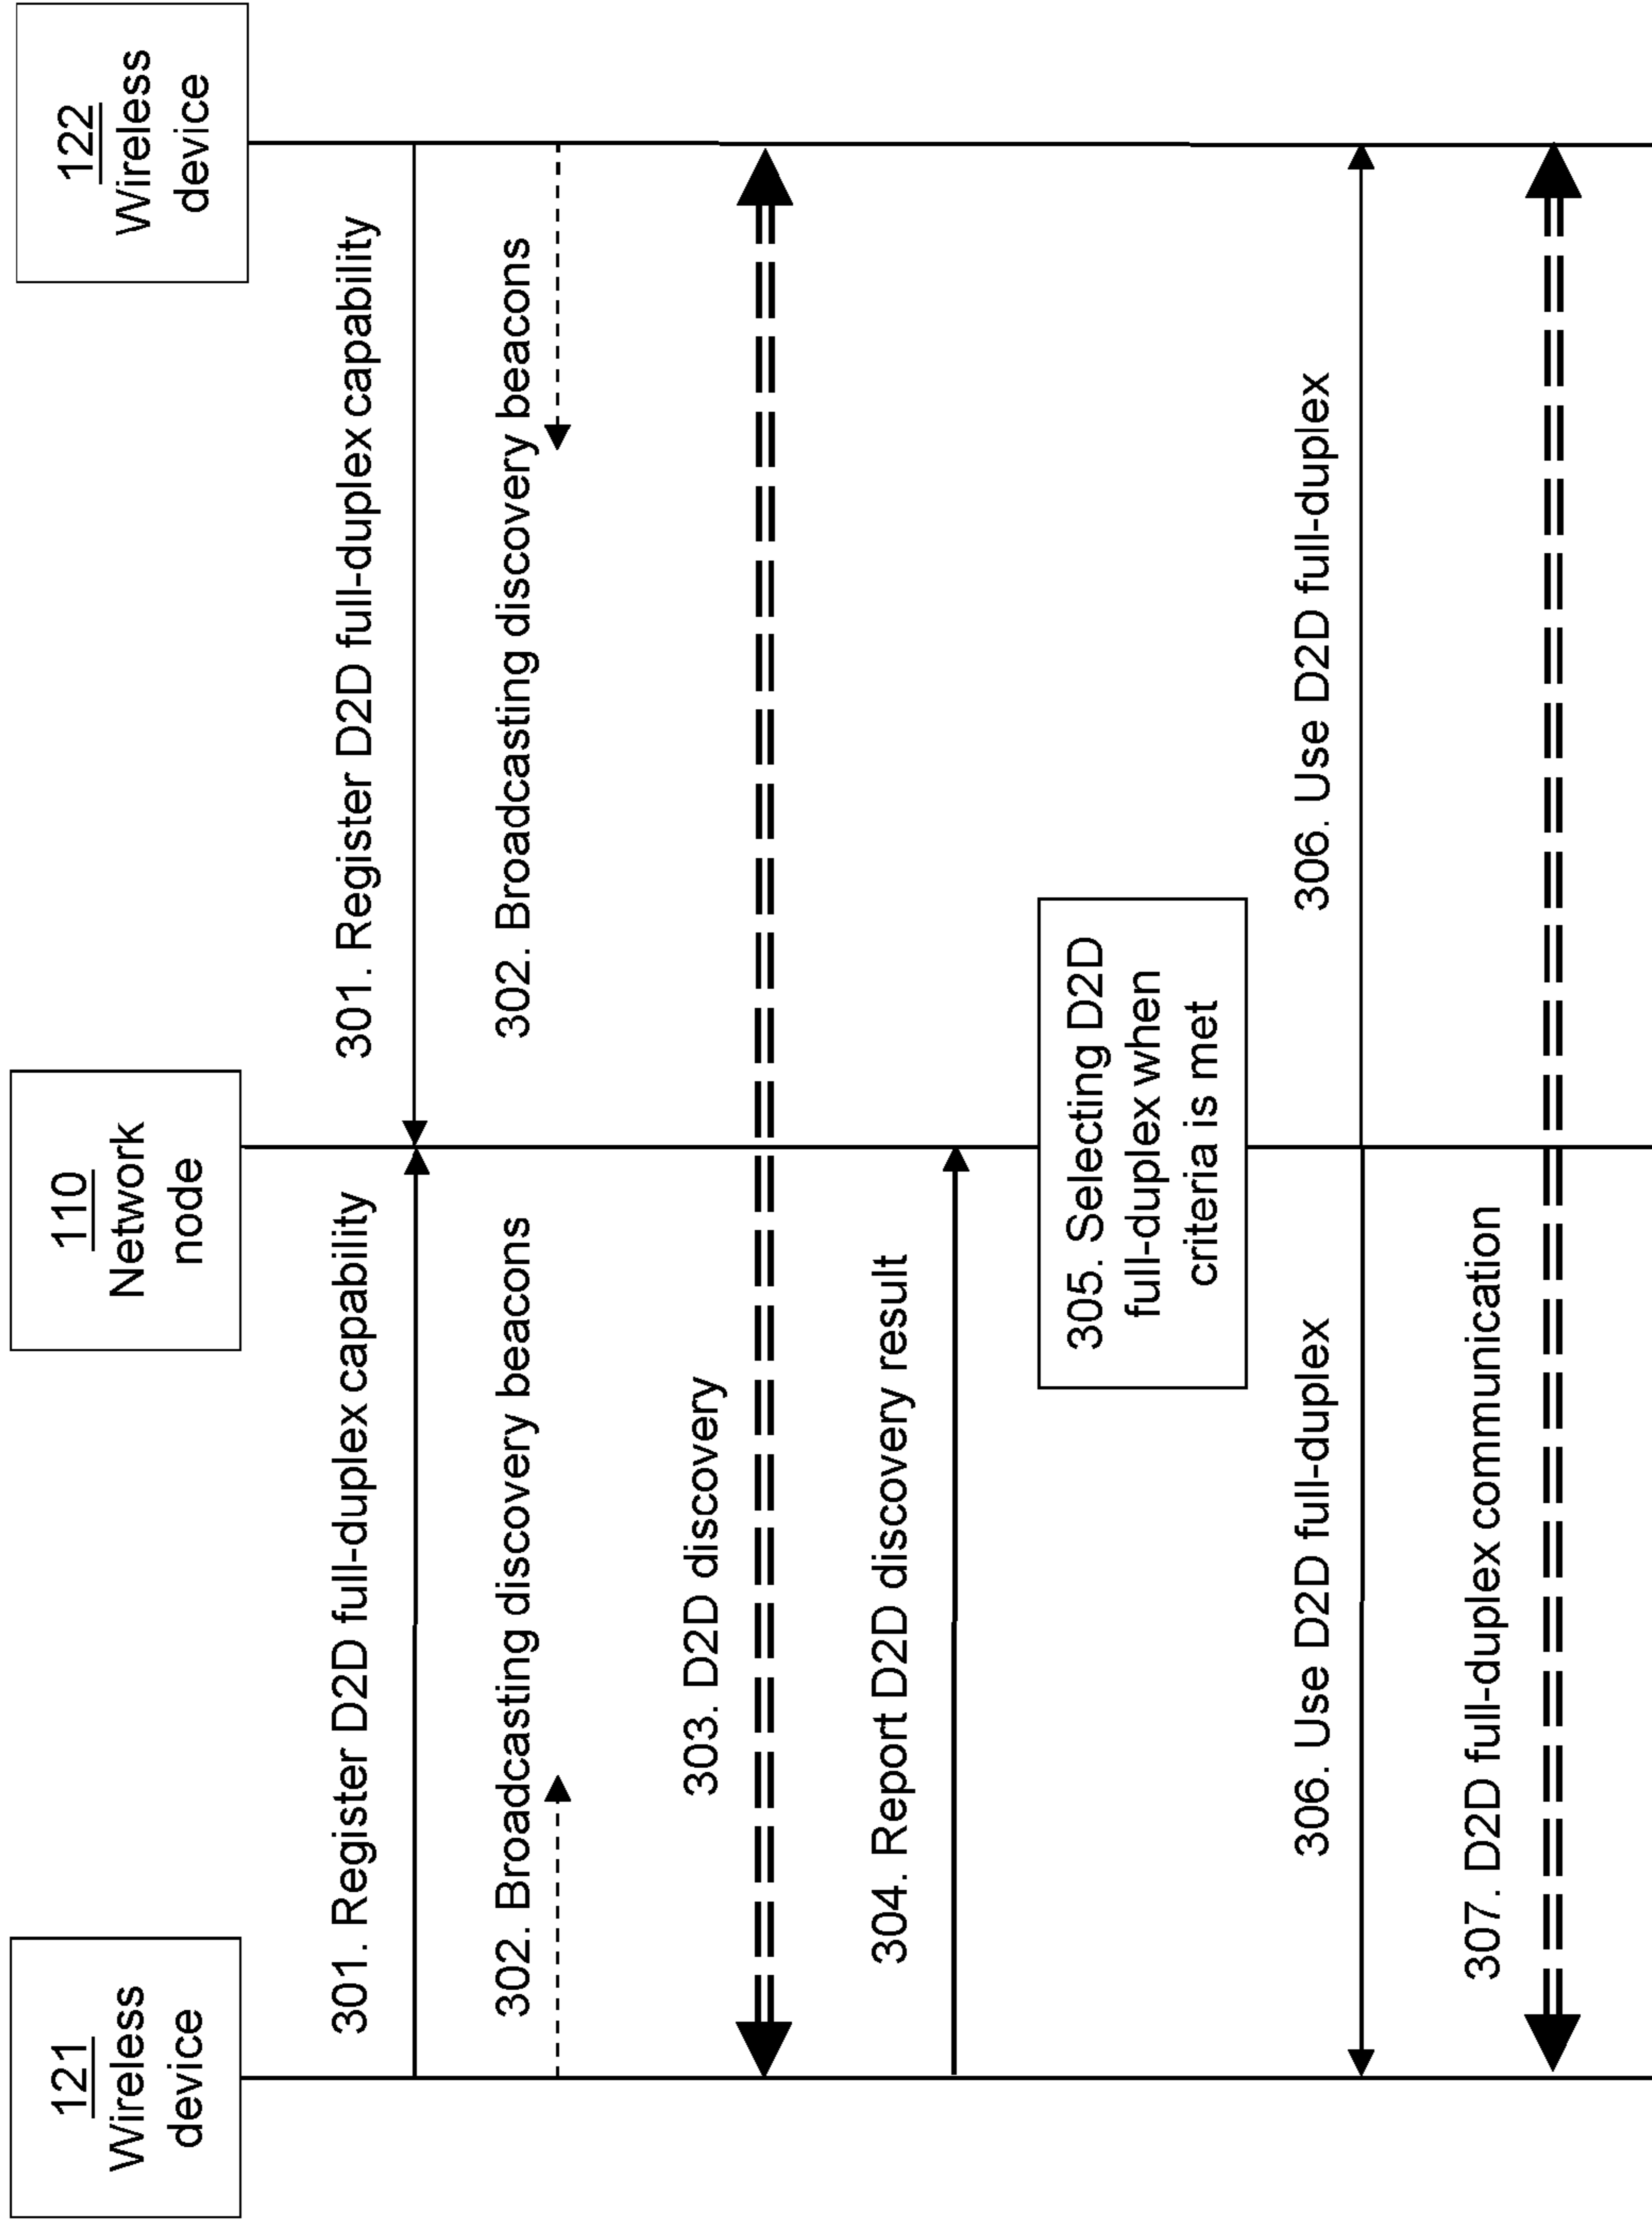 121
Wireless
device
110
Network
node
122
Wireless
device
301. Register D2D full-duplex capability
301. Register D2D full-duplex capability
302. Broadcasting discovery beacons
302. Broadcasting discovery beacons
303. D2D discovery
304. Report D2D discovery result
305. Selecting D2D
full-duplex when
criteria is met
306. Use D2D full-duplex
306. Use D2D full-duplex
307. D2D full-duplex communication